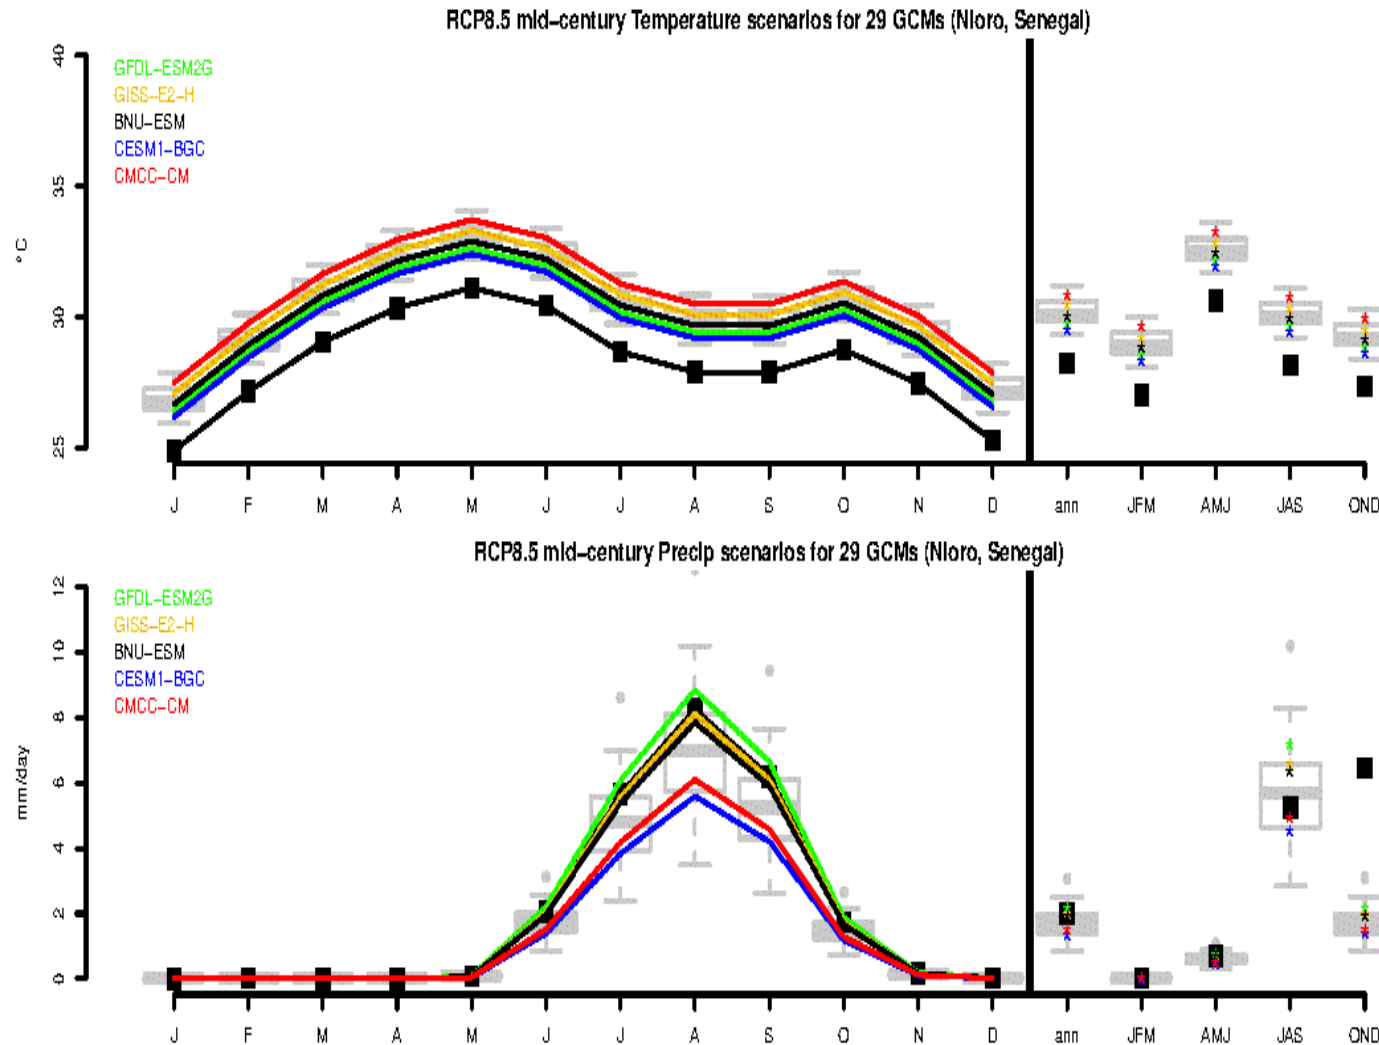 RCP8.5 mid-century Temperature scenarios for 29 GCMs (Nioro, Senegal)
40
35
30
25
°C
GFDL-ESM2G
GISS-E2-H
BNU-ESM
CESM1-BGC
CMCC-CM
J F M A M J J A S O N D ann JFM AMJ JAS OND
RCP8.5 mid-century Precip scenarios for 29 GCMs (Nioro, Senegal)
12
10
8
6
4
2
0
mm/day
GFDL-ESM2G
GISS-E2-H
BNU-ESM
CESM1-BGC
CMCC-CM
J F M A M J J A S O N D ann JFM AMJ JAS OND